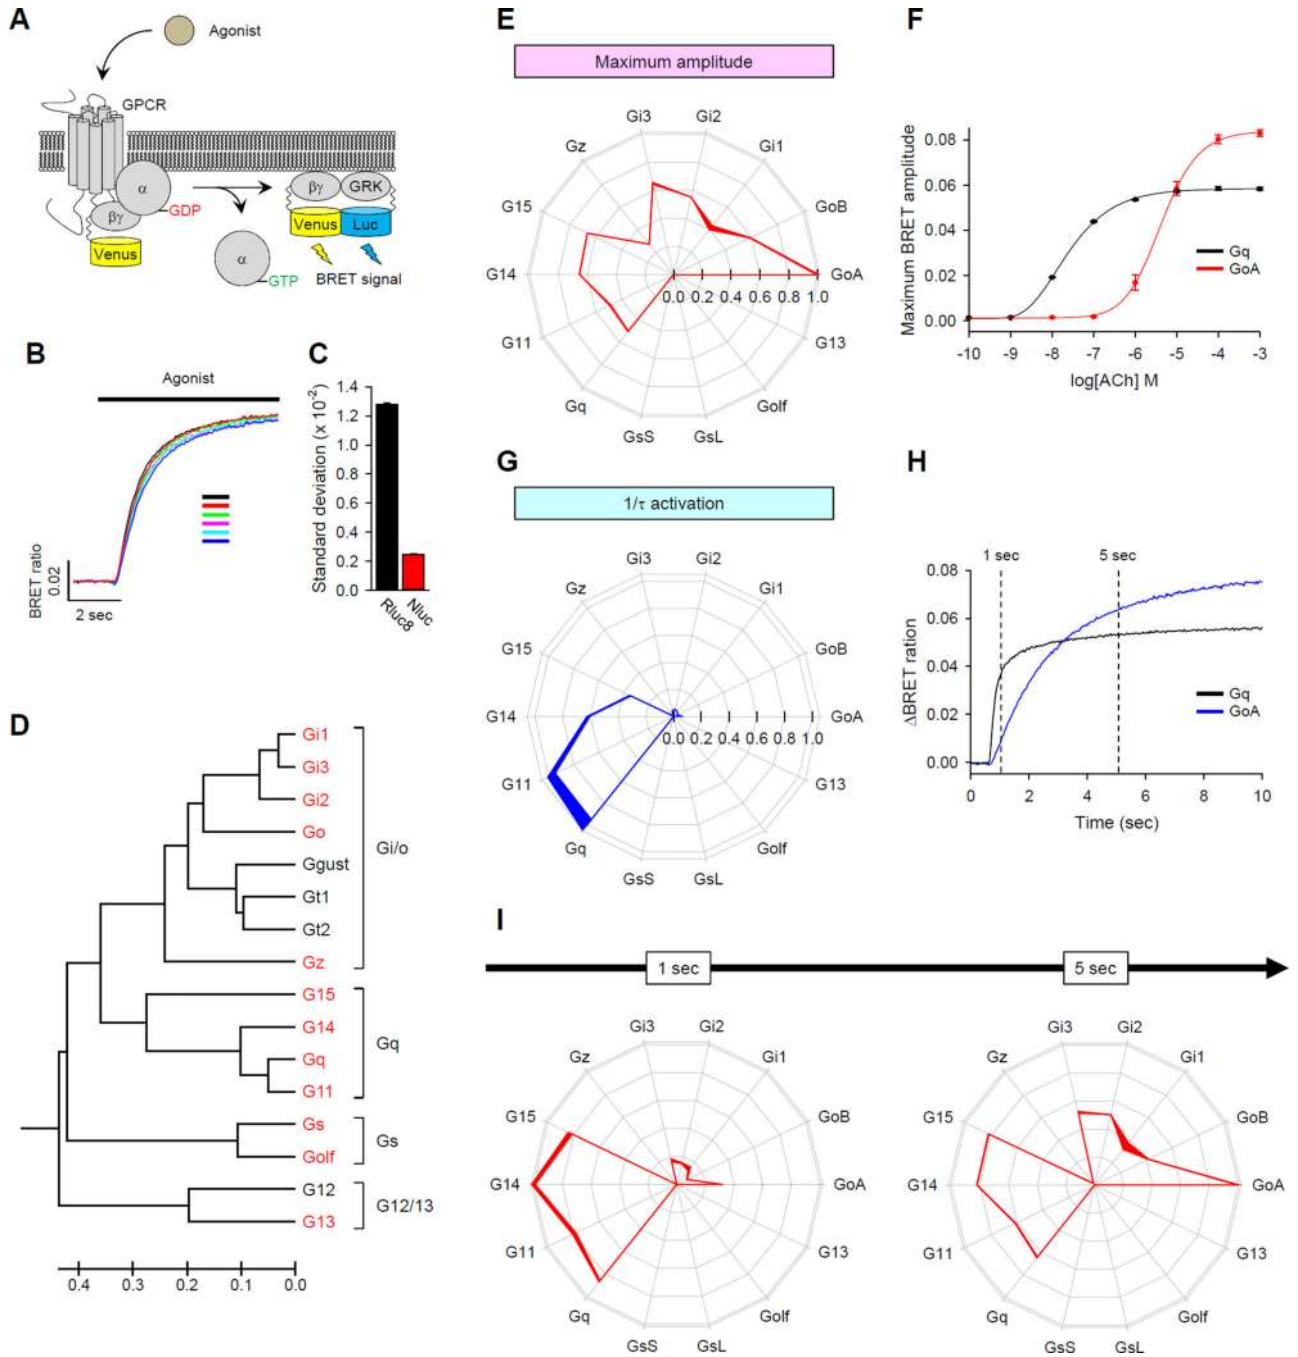 A
Agonist
GPCR
α
GDP
βγ
Venus
α
GTP
βγ
GRK
Venus
Luc
BRET signal
B
Agonist
BRET ratio
0.02
2 sec
C
Standard deviation (x 10-2)
1.4
1.2
1.0
0.8
0.6
0.4
0.2
0.0
Rluc8
Nluc
D
Gi1
Gi3
Gi2
Go
Ggust
Gt1
Gt2
Gz
G15
G14
Gq
G11
Gs
Golf
G12
G13
Gi/o
Gq
Gs
G12/13
0.4 0.3 0.2 0.1 0.0
E
Maximum amplitude
Gi3 Gi2
Gz Gi1
G15 GoB
G14 GoA
0.0 0.2 0.4 0.6 0.8 1.0
G11 G13
Gq Golf
GsS GsL
F
Maximum BRET amplitude
0.08
0.06
0.04
0.02
0.00
Gq
GoA
-10 -9 -8 -7 -6 -5 -4 -3
log[ACh] M
G
1/τ activation
Gi3 Gi2
Gz Gi1
G15 GoB
G14 GoA
0.0 0.2 0.4 0.6 0.8 1.0
G11 G13
Gq Golf
GsS GsL
H
1 sec 5 sec
ΔBRET ration
0.08
0.06
0.04
0.02
0.00
Gq
GoA
0 2 4 6 8 10
Time (sec)
I
1 sec
5 sec
Gi3 Gi2
Gz Gi1
G15 GoB
G14 GoA
G11 G13
Gq Golf
GsS GsL
Gi3 Gi2
Gz Gi1
G15 GoB
G14 GoA
G11 G13
Gq Golf
GsS GsL